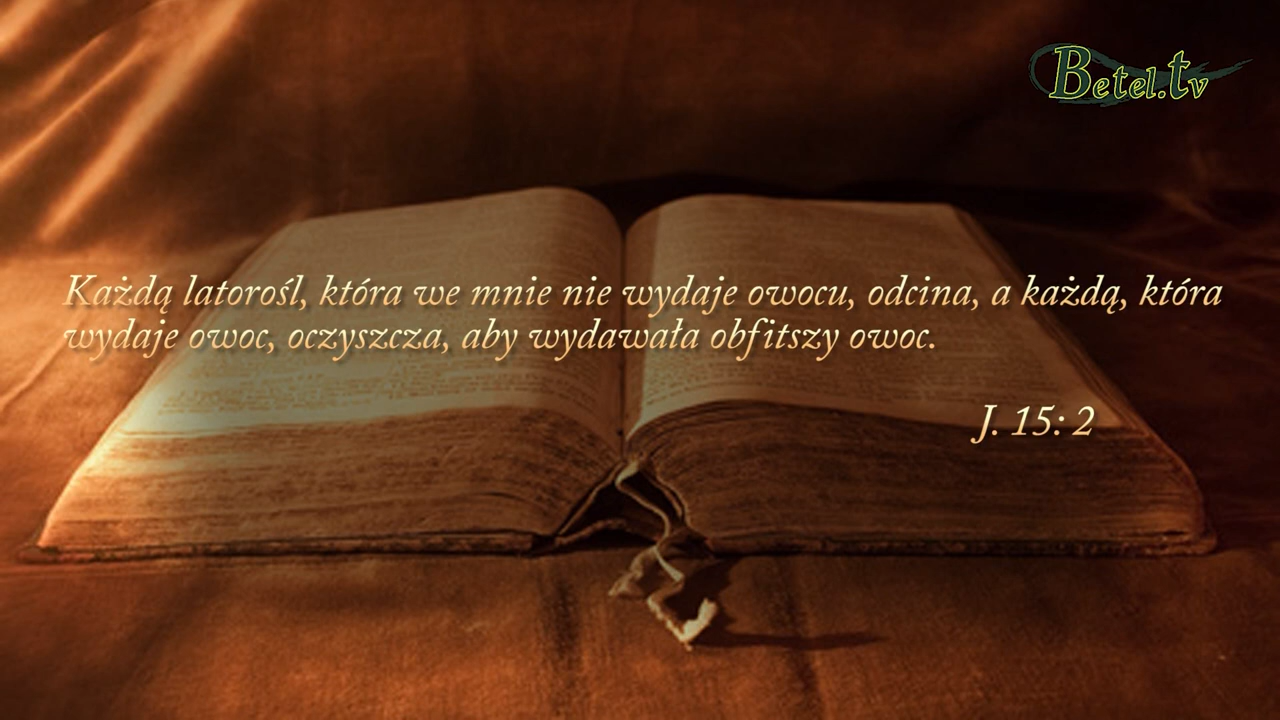 Betel.tv
Każdą latorośl, która we mnie nie wydaje owocu, odcina, a każdą, która
wydaje owoc, oczyszcza, aby wydawała obfitszy owoc.
J. 15: 2